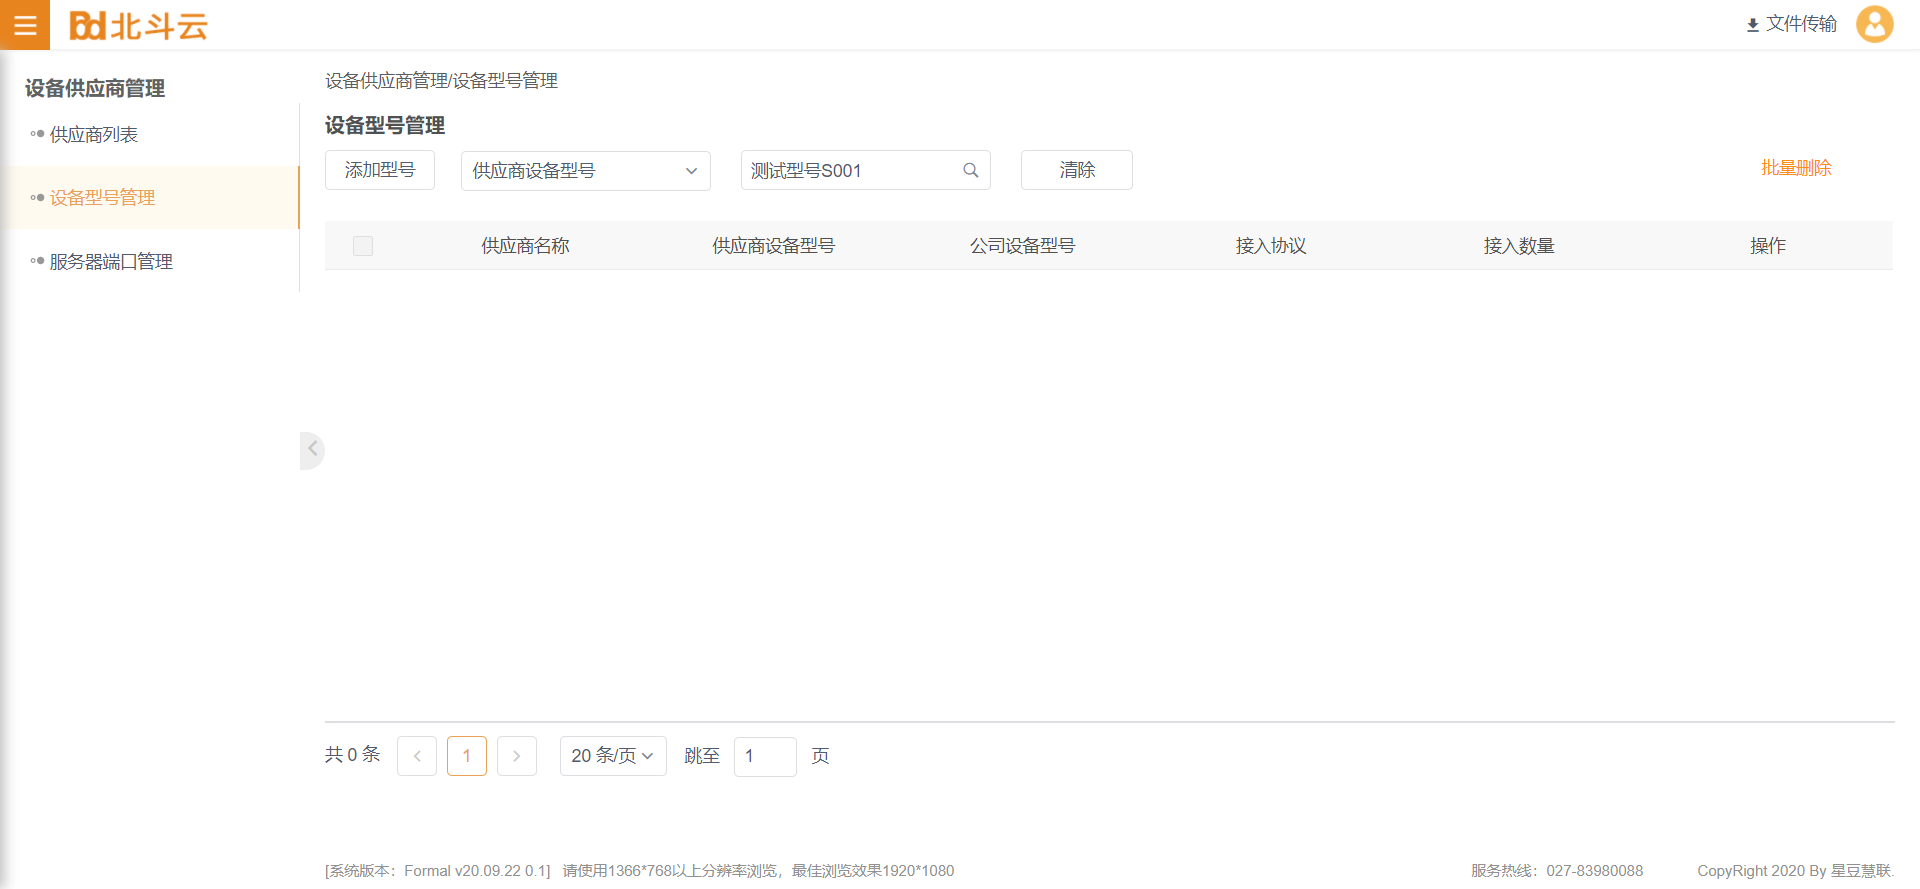 北斗云
文件传输
设备供应商管理
供应商列表
设备型号管理
服务器端口管理
设备供应商管理/设备型号管理
设备型号管理
添加型号 供应商设备型号 测试型号S001 清除 批量删除
供应商名称 供应商设备型号 公司设备型号 接入协议 接入数量 操作
共 0 条 1 20 条/页 跳至 1 页
[系统版本：Formal v20.09.22 0.1] 请使用1366*768以上分辨率浏览，最佳浏览效果1920*1080 服务热线：027-83980088 CopyRight 2020 By 星豆慧联.